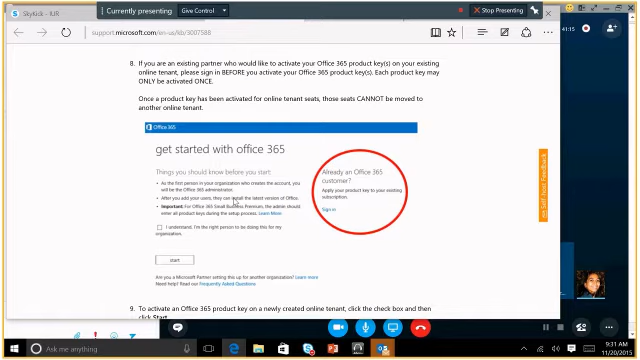 SkyKick - IUR
Currently presenting
Give Control
Stop Presenting
41:15
support.microsoft.com/en-us/kb/3007588
8. If you are an existing partner who would like to activate your Office 365 product key(s) on your existing
online tenant, please sign in BEFORE you activate your Office 365 product key(s). Each product key may
ONLY be activated ONCE.
Once a product key has been activated for online tenant seats, those seats CANNOT be moved to
another online tenant.
Office 365
get started with office 365
Things you should know before you start:
• As the first person in your organization who creates the account, you
will be the Office 365 administrator.
• After you add your users, they can install the latest version of Office.
• Important: For Office 365 Small Business Premium, the admin should
enter all product keys during the setup process. Learn More
I understand. I'm the right person to be doing this for my
organization.
start
Are you a Microsoft Partner setting this up for another organization? Learn more
Need help? Read our Frequently Asked Questions
Already an Office 365
customer?
Apply your product key to your existing
subscription.
Sign in
Self Host Feedback
9. To activate an Office 365 product key on a newly created online tenant, click the check box and then
click Start.
Ask me anything
9:31 AM
11/20/2015